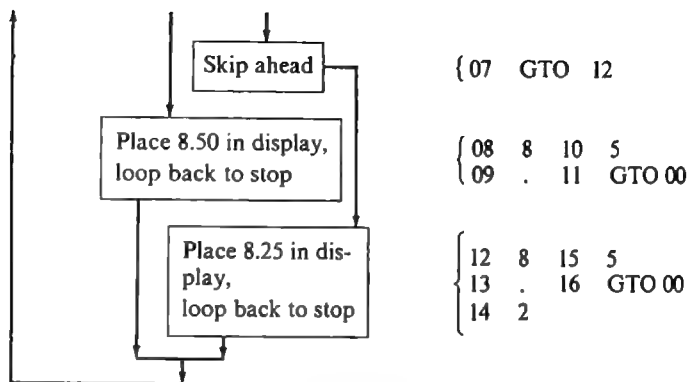 Skip ahead
{ 07 GTO 12
Place 8.50 in display,
loop back to stop
08 8 10 5
09 . 11 GTO 00
Place 8.25 in dis-
play,
loop back to stop
12 8 15 5
13 . 16 GTO 00
14 2